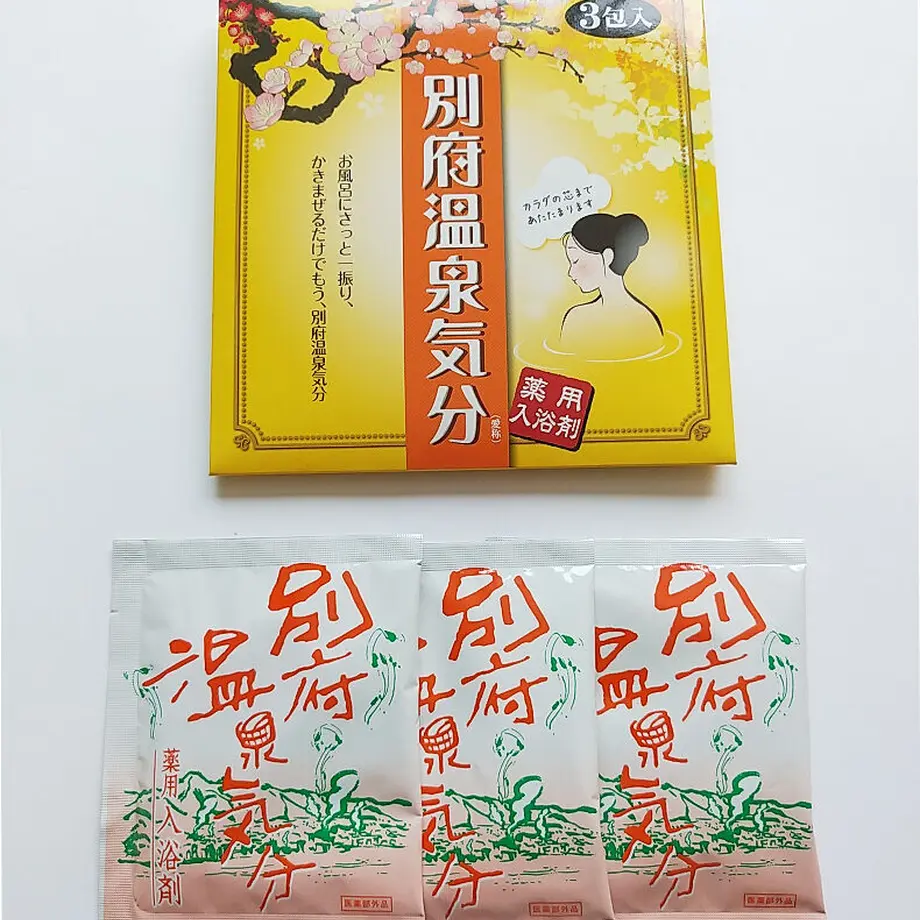 3包入
別府温泉気分
(愛称)
お風呂にさっと一振り、
かきまぜるだけでもう、別府温泉気分
カラダの芯まで
あたたまります
薬用
入浴剤
別府
温泉気分
薬用入浴剤
医薬部外品
別府
泉気分
医薬部外品
別府
温泉気分
医薬部外品